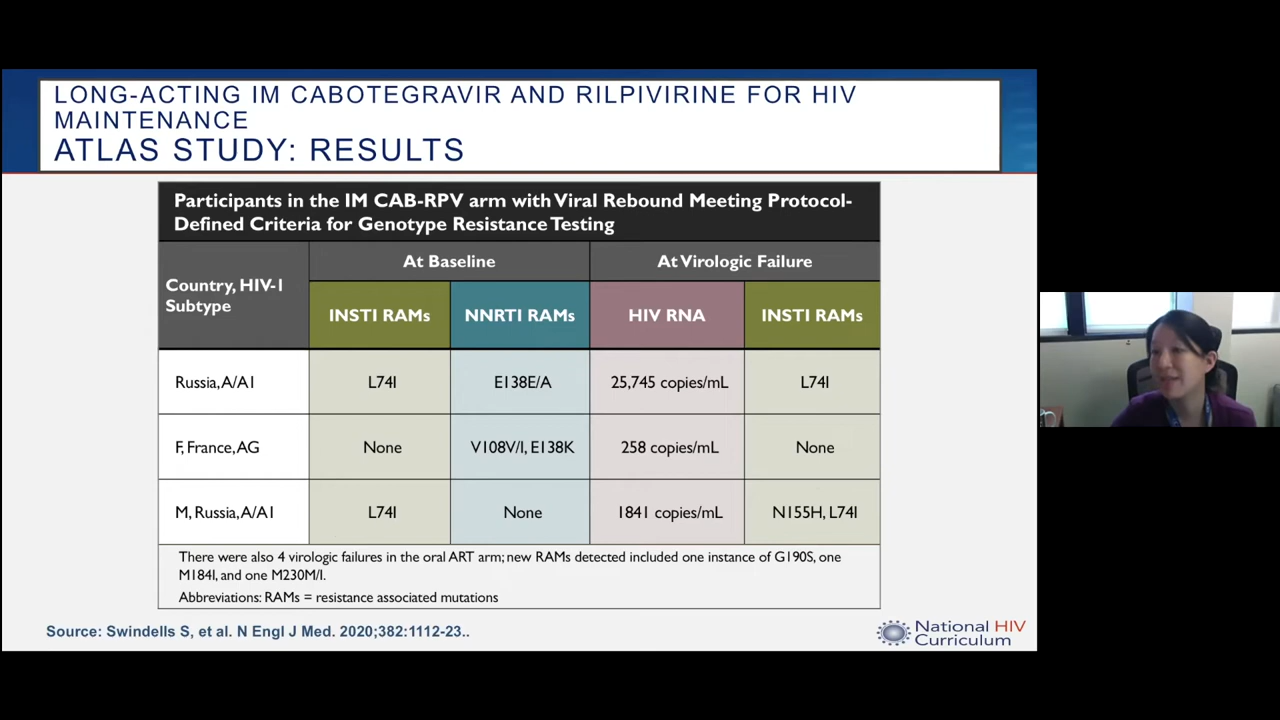 LONG-ACTING IM CABOTEGRAVIR AND RILPIVIRINE FOR HIV
MAINTENANCE
ATLAS STUDY: RESULTS
Participants in the IM CAB-RPV arm with Viral Rebound Meeting Protocol-
Defined Criteria for Genotype Resistance Testing
Country, HIV-1
Subtype
At Baseline
At Virologic Failure
INSTI RAMs
NNRTI RAMs
HIV RNA
INSTI RAMs
Russia, A/A1
L74I
E138E/A
25,745 copies/mL
L74I
F, France, AG
None
V108V/I, E138K
258 copies/mL
None
M, Russia, A/A1
L74I
None
1841 copies/mL
N155H, L74I
There were also 4 virologic failures in the oral ART arm; new RAMs detected included one instance of G190S, one
M184I, and one M230M/I.
Abbreviations: RAMs = resistance associated mutations
Source: Swindells S, et al. N Engl J Med. 2020;382:1112-23..
National HIV
Curriculum